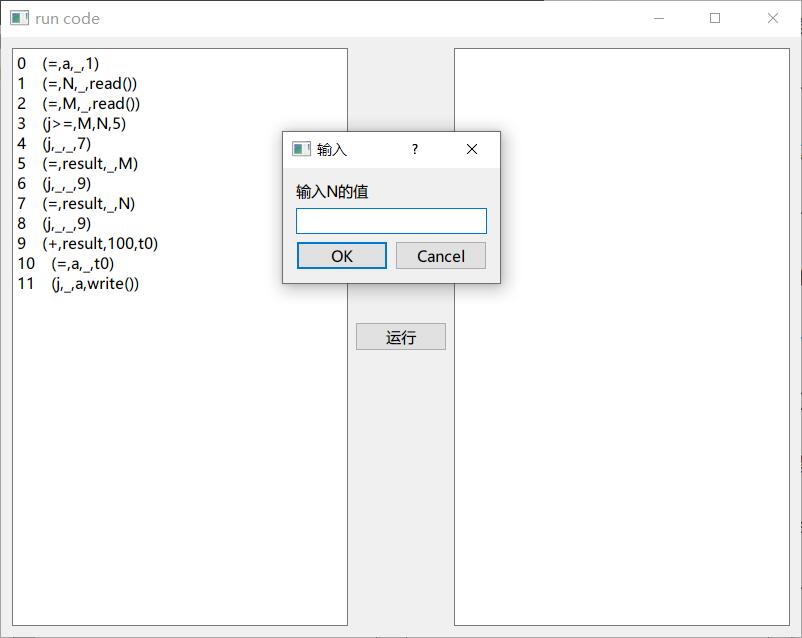 run code
0 (=,a,_,1)
1 (=,N,_,read())
2 (=,M,_,read())
3 (j>=,M,N,5)
4 (j,_,_,7)
5 (=,result,_,M)
6 (j,_,_,9)
7 (=,result,_,N)
8 (j,_,_,9)
9 (+,result,100,t0)
10 (=,a,_,t0)
11 (j,_,a,write())
输入 ?
输入N的值
OK Cancel
运行